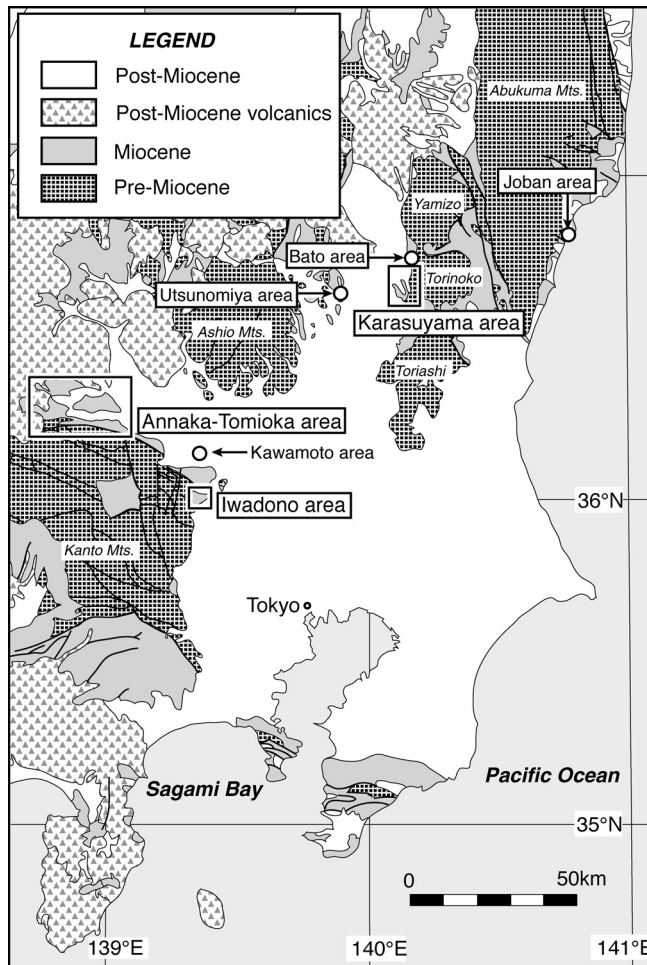 LEGEND
Post-Miocene
Post-Miocene volcanics
Miocene
Pre-Miocene
Abukuma Mts.
Joban area
Yamizo
Bato area
Torinoko
Utsunomiya area
Karasuyama area
Ashio Mts.
Toriashi
Annaka-Tomioka area
Kawamoto area
36°N
Iwadono area
Kanto Mts.
Tokyo
Sagami Bay
Pacific Ocean
35°N
0 50km
139°E 140°E 141°E